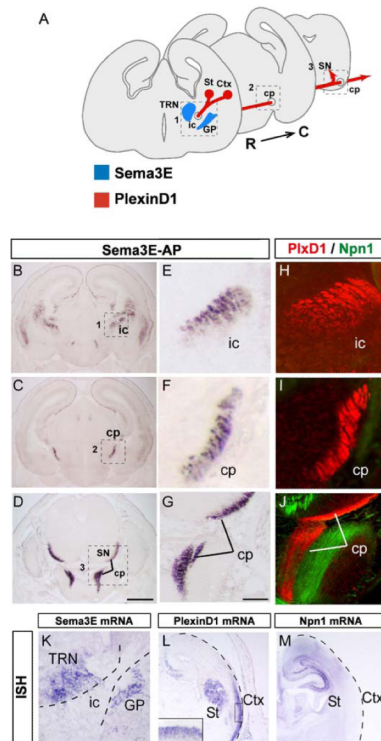 A
St Ctx
SN
3
TRN
2
cp
cp
1
ic
GP
R → C
Sema3E
PlexinD1
Sema3E-AP
PlxD1 / Npn1
B
1
ic
E
ic
H
ic
C
cp
2
F
cp
I
cp
D
SN
3
cp
G
cp
J
cp
Sema3E mRNA
PlexinD1 mRNA
Npn1 mRNA
ISH
K
TRN
ic
GP
L
St
Ctx
M
St
Ctx